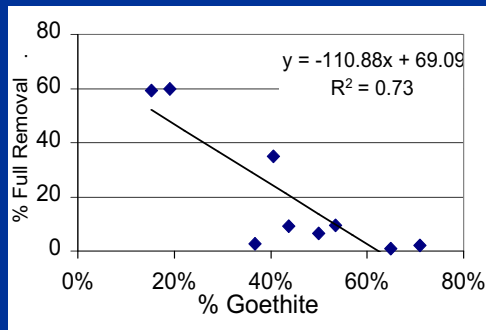 80
60
40
20
0
% Full Removal .
y = -110.88x + 69.09
R² = 0.73
0% 20% 40% 60% 80%
% Goethite